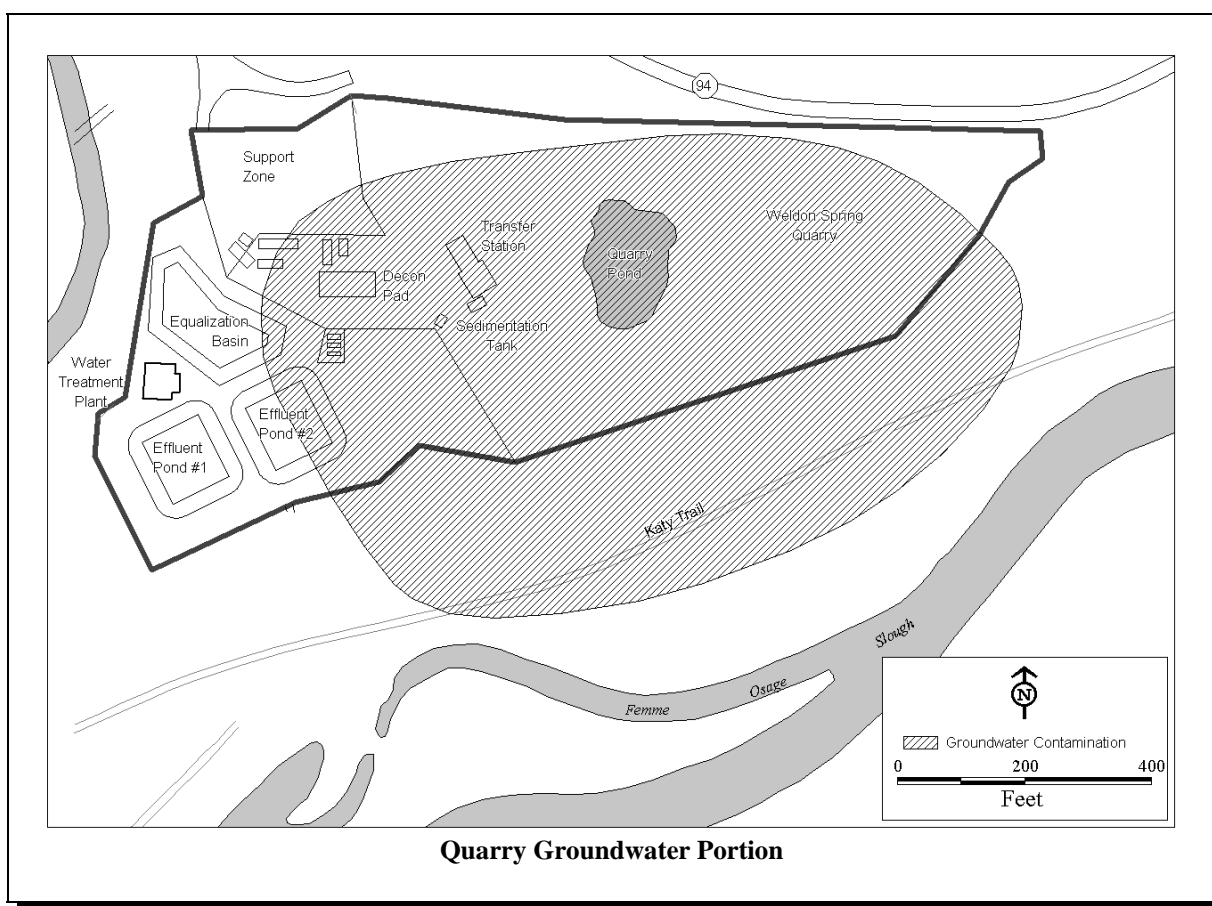 94
Support
Zone
Transfer
Station
Weldon Spring
Quarry
Quarry
Pond
Decon
Pad
Equalization
Basin
Sedimentation
Tank
Water
Treatment
Plant
Effluent
Pond #2
Effluent
Pond #1
Katy Trail
Slough
Osage
Femme
N
Groundwater Contamination
0 200 400
Feet
Quarry Groundwater Portion